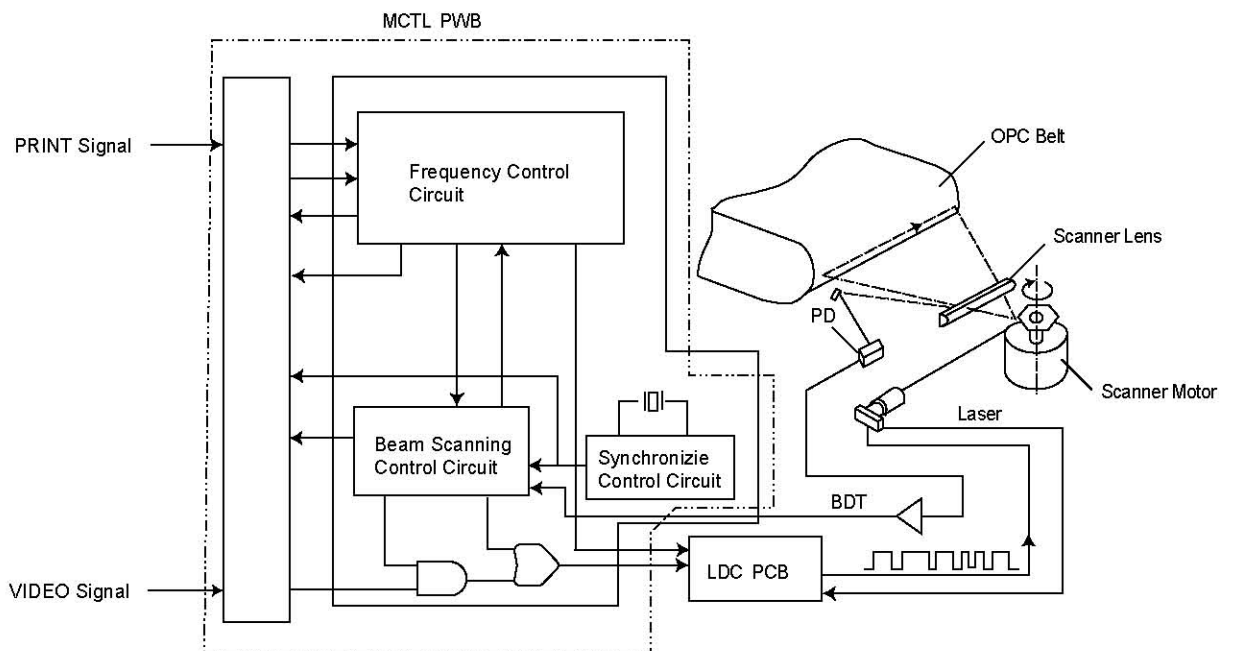 MCTL PWB
PRINT Signal
Frequency Control
Circuit
OPC Belt
Scanner Lens
PD
Scanner Motor
Laser
Beam Scanning
Control Circuit
Synchronizie
Control Circuit
BDT
LDC PCB
VIDEO Signal